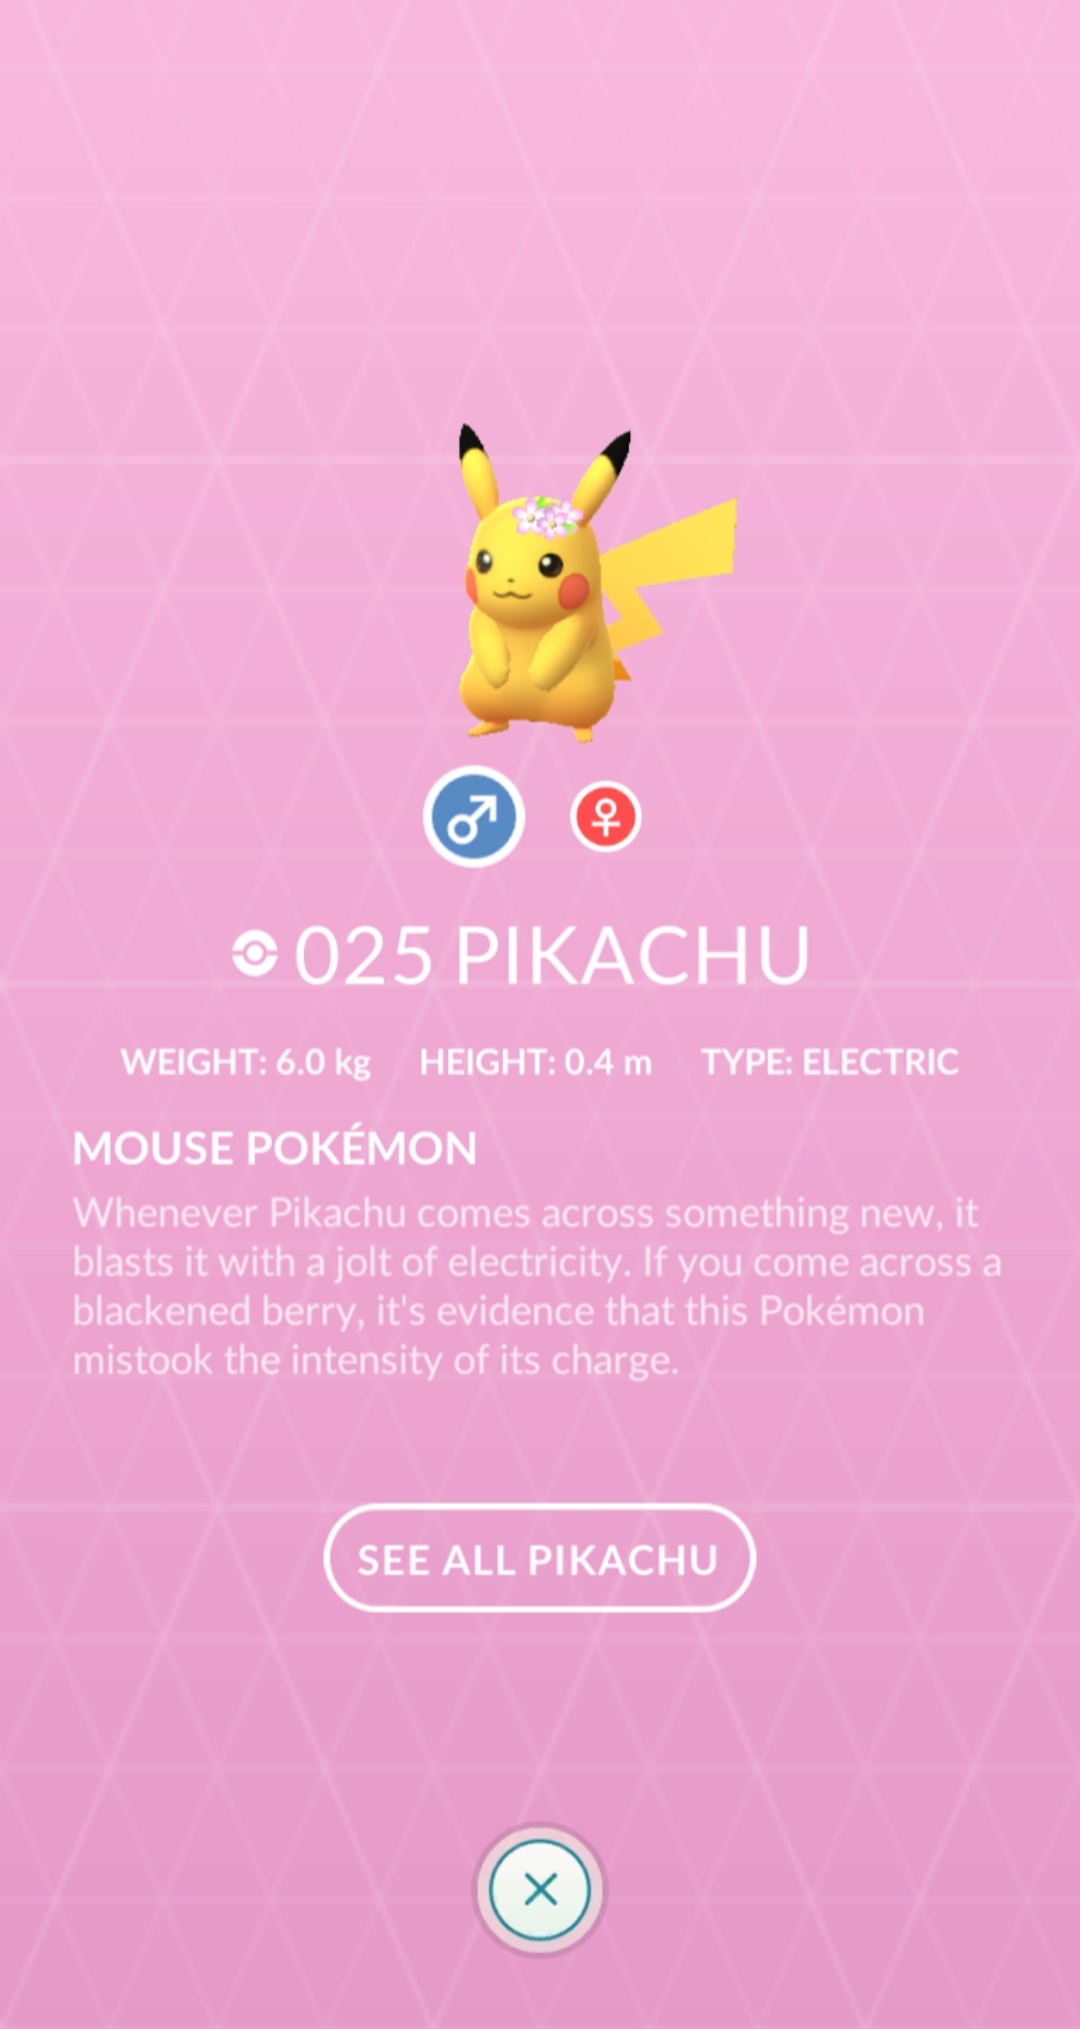 025 PIKACHU
WEIGHT: 6.0 kg HEIGHT: 0.4 m TYPE: ELECTRIC
MOUSE POKÉMON
Whenever Pikachu comes across something new, it
blasts it with a jolt of electricity. If you come across a
blackened berry, it's evidence that this Pokémon
mistook the intensity of its charge.
SEE ALL PIKACHU